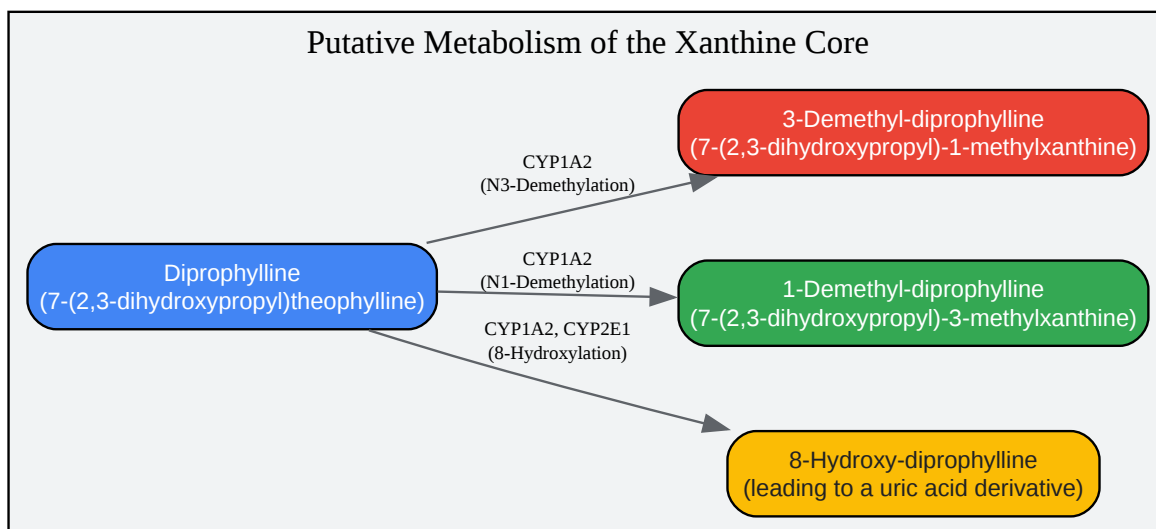 Putative Metabolism of the Xanthine Core
3-Demethyl-diprophylline
(7-(2,3-dihydroxypropyl)-1-methylxanthine)
CYP1A2
(N3-Demethylation)
Diprophylline
(7-(2,3-dihydroxypropyl)theophylline)
CYP1A2
(N1-Demethylation)
1-Demethyl-diprophylline
(7-(2,3-dihydroxypropyl)-3-methylxanthine)
CYP1A2, CYP2E1
(8-Hydroxylation)
8-Hydroxy-diprophylline
(leading to a uric acid derivative)